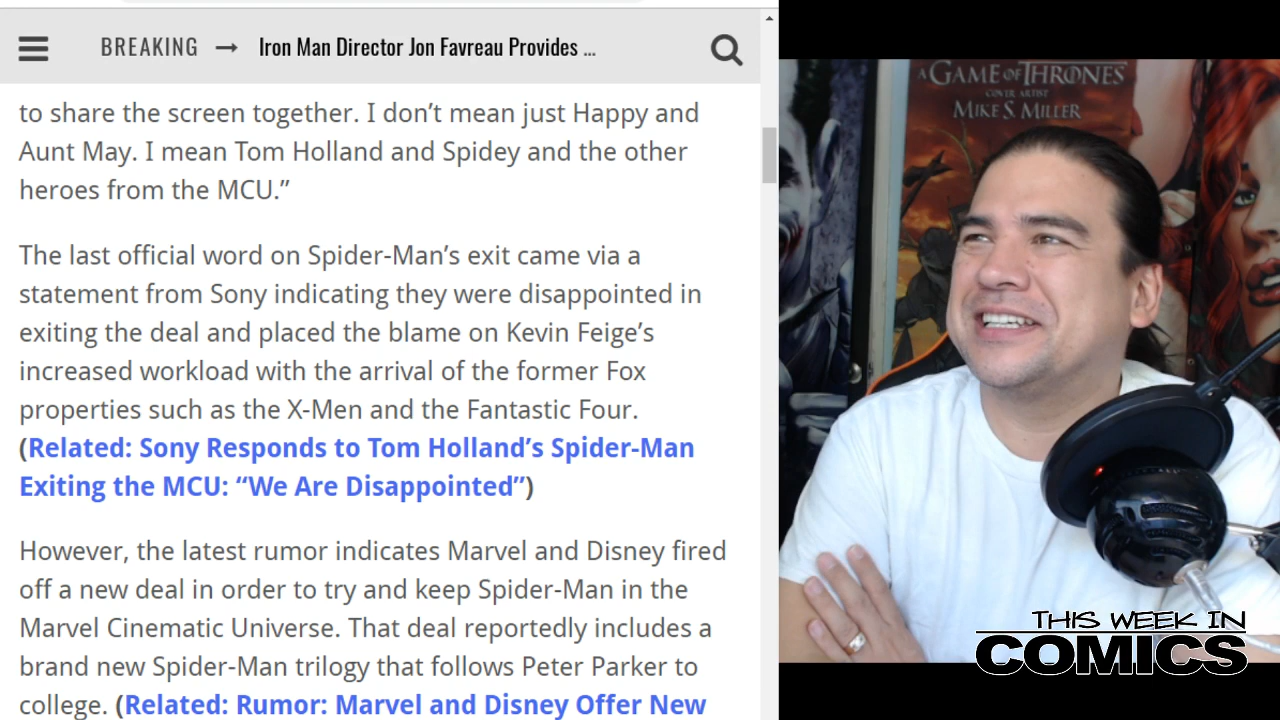 BREAKING → Iron Man Director Jon Favreau Provides ...
to share the screen together. I don’t mean just Happy and
Aunt May. I mean Tom Holland and Spidey and the other
heroes from the MCU.”
The last official word on Spider-Man’s exit came via a
statement from Sony indicating they were disappointed in
exiting the deal and placed the blame on Kevin Feige’s
increased workload with the arrival of the former Fox
properties such as the X-Men and the Fantastic Four.
(Related: Sony Responds to Tom Holland’s Spider-Man
Exiting the MCU: “We Are Disappointed”)
However, the latest rumor indicates Marvel and Disney fired
off a new deal in order to try and keep Spider-Man in the
Marvel Cinematic Universe. That deal reportedly includes a
brand new Spider-Man trilogy that follows Peter Parker to
college. (Related: Rumor: Marvel and Disney Offer New
A GAME OF THRONES
COVER ARTIST
MIKE S. MILLER
THIS WEEK IN
COMICS